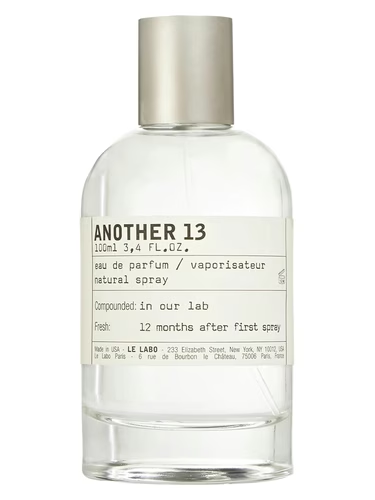 ANOTHER 13
100ml 3,4 FL.OZ.
eau de parfum / vaporisateur
natural spray
Compounded: in our lab
Fresh: 12 months after first spray
Made in USA - LE LABO - 233 Elizabeth Street, New York, NY 10012, USA
Le Labo Paris - 6 rue de Bourbon le Château, 75006 Paris, France